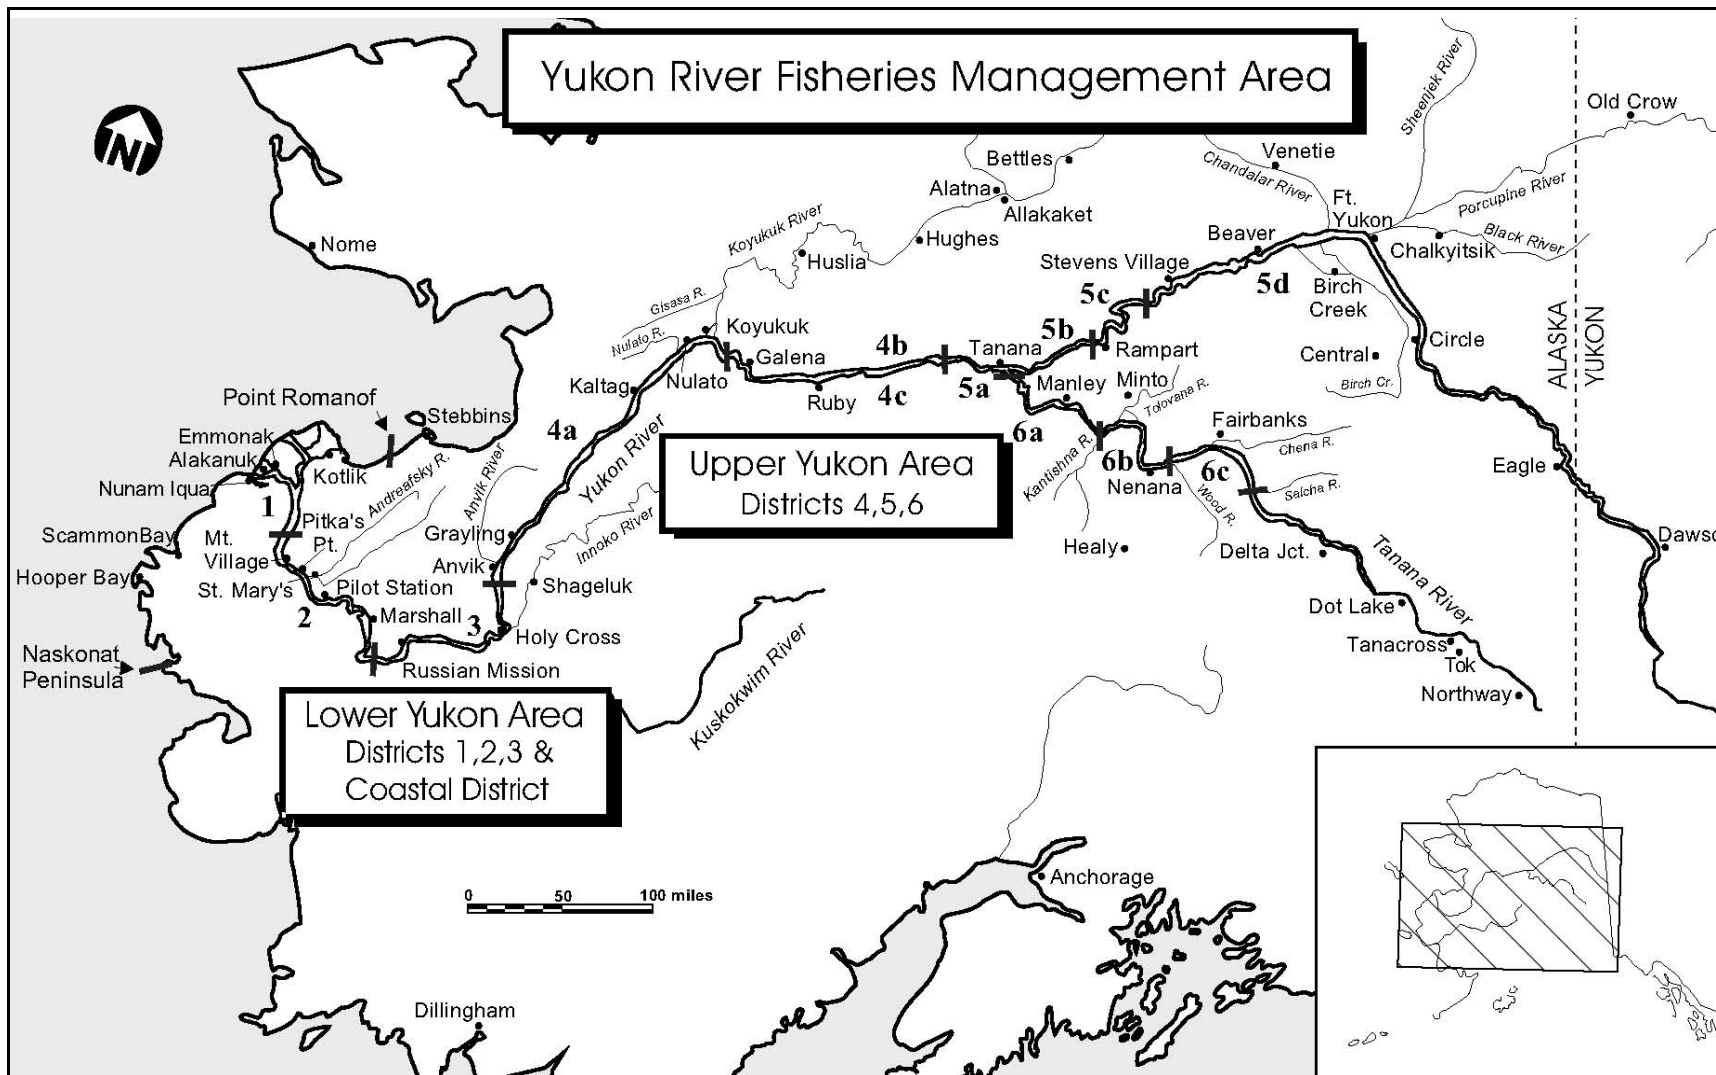 Yukon River Fisheries Management Area
N
Sheenjek River
Old Crow
Bettles
Venetie
Chandalar River
Alatna
Allakaket
Ft.
Yukon
Porcupine River
Koyukuk River
Hughes
Beaver
Chalkyitsik
Black River
Nome
Huslia
Stevens Village
5d
Birch
Creek
Gisasa R.
5c
Nulato R.
Koyukuk
4b
Tanana
5b
Rampart
Circle
ALASKA
YUKON
Galena
Central
Nulato
Kaltag
Ruby
4c
5a
Manley
Minto
Tolovana R.
Birch Cr.
Point Romanof
Stebbins
4a
Yukon River
6a
Fairbanks
Emmonak
Alakanuk
Kotlik
Andreafsky R.
Anvik River
Upper Yukon Area
Districts 4,5,6
Kantishna R.
6b
6c
Chena R.
Eagle
Nunam Iqua
1
Nenana
Wood R.
Salcha R.
Pitka's
Pt.
Grayling
Innoko River
ScammonBay
Mt.
Village
Healy
Delta Jct.
Tanana River
Dawso
Hooper Bay
St. Mary's
Pilot Station
Anvik
Shageluk
2
Marshall
3
Holy Cross
Dot Lake
Naskonat
Peninsula
Russian Mission
Kuskokwim River
Tanacross
Tok
Northway
Lower Yukon Area
Districts 1,2,3 &
Coastal District
Anchorage
0 50 100 miles
Dillingham